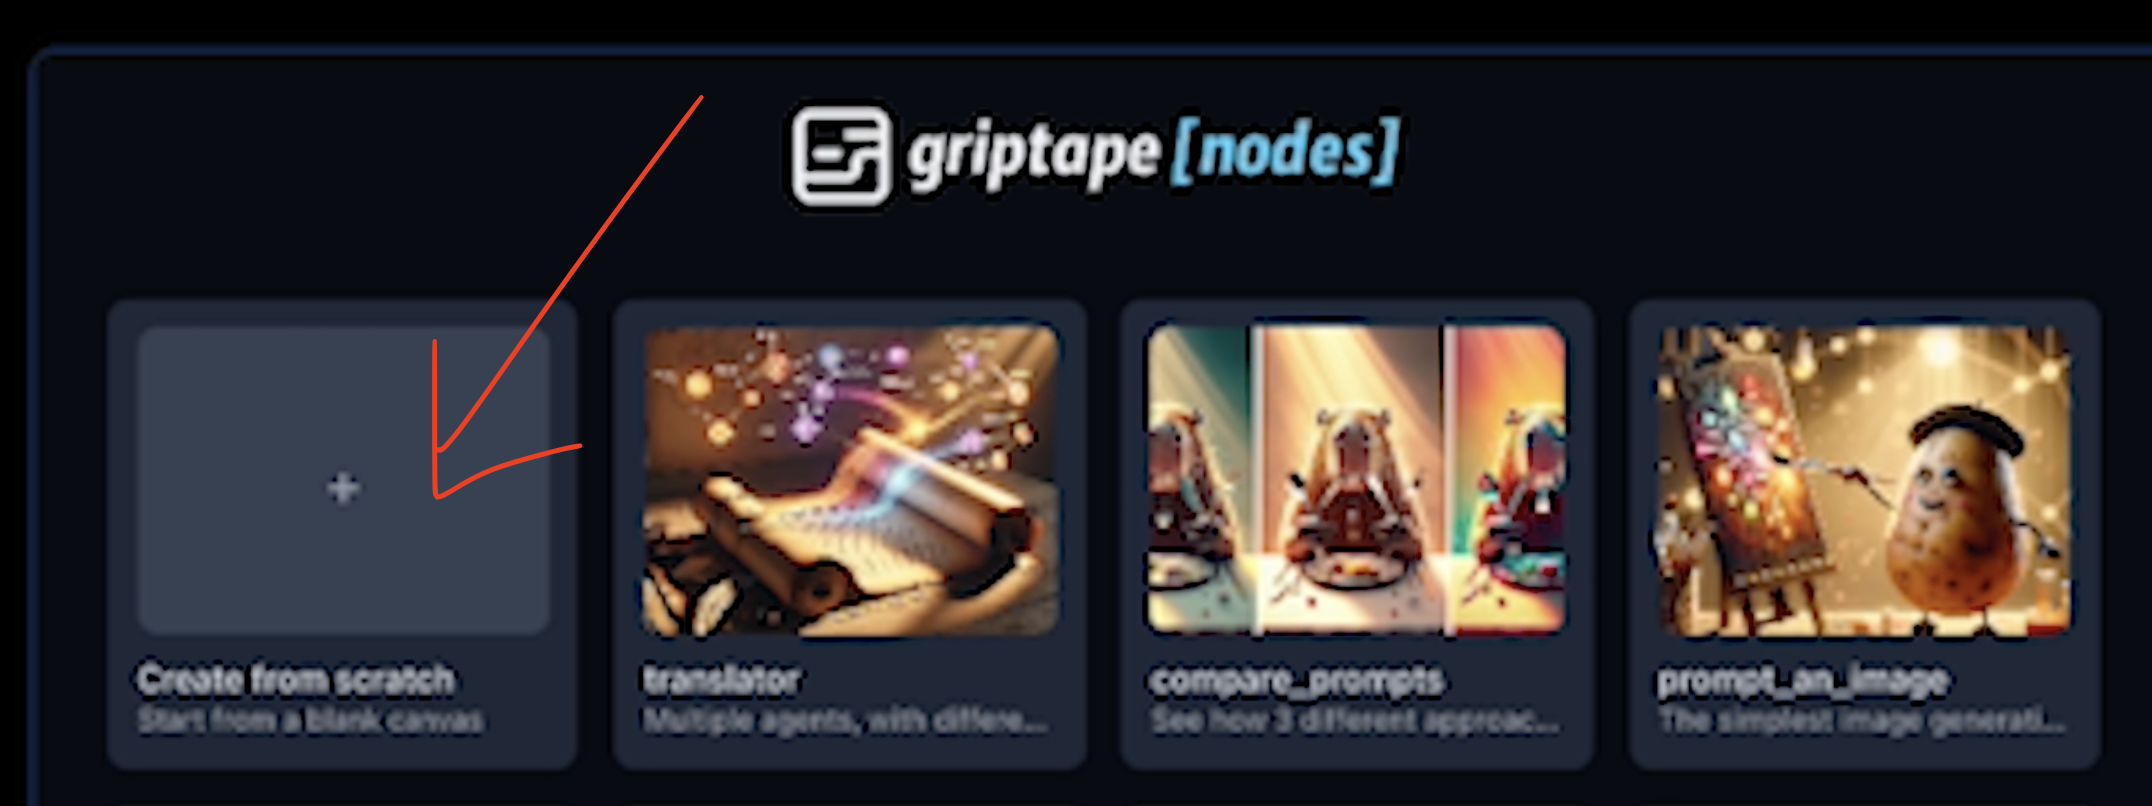 griptape [nodes]
+
Create from scratch
Start from a blank canvas
translator
Multiple agents, with differe...
compare_prompts
See how 3 different approac...
prompt_an_image
The simplest image generati...